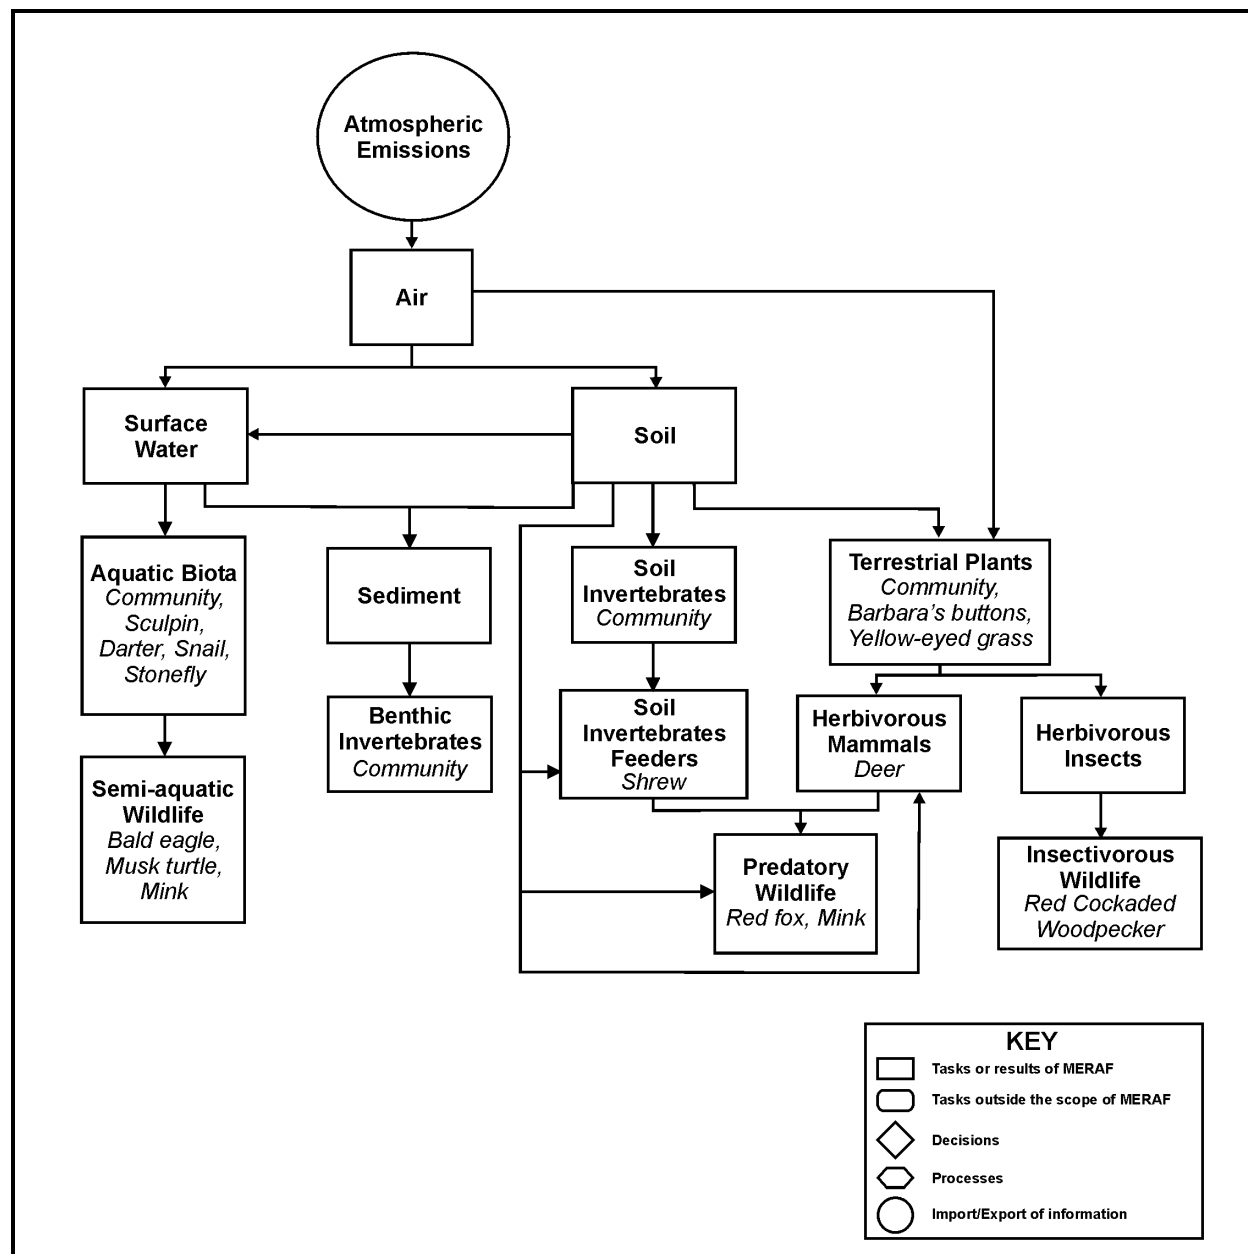 Atmospheric
Emissions
Air
Surface
Water
Soil
Aquatic Biota
Community,
Sculpin,
Darter, Snail,
Stonefly
Sediment
Soil
Invertebrates
Community
Terrestrial Plants
Community,
Barbara's buttons,
Yellow-eyed grass
Benthic
Invertebrates
Community
Soil
Invertebrates
Feeders
Shrew
Herbivorous
Mammals
Deer
Herbivorous
Insects
Semi-aquatic
Wildlife
Bald eagle,
Musk turtle,
Mink
Predatory
Wildlife
Red fox, Mink
Insectivorous
Wildlife
Red Cockaded
Woodpecker
KEY
Tasks or results of MERAF
Tasks outside the scope of MERAF
Decisions
Processes
Import/Export of information